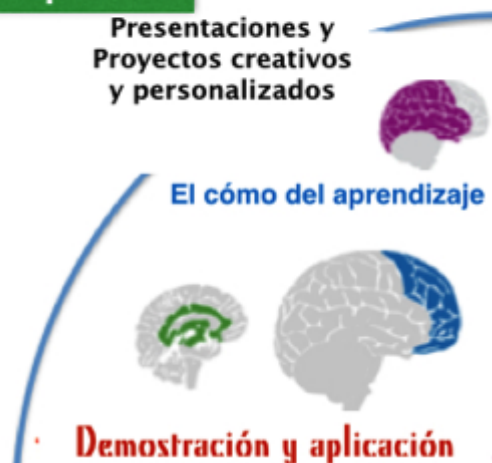 Presentaciones y
Proyectos creativos
y personalizados
El cómo del aprendizaje
Demostración y aplicación